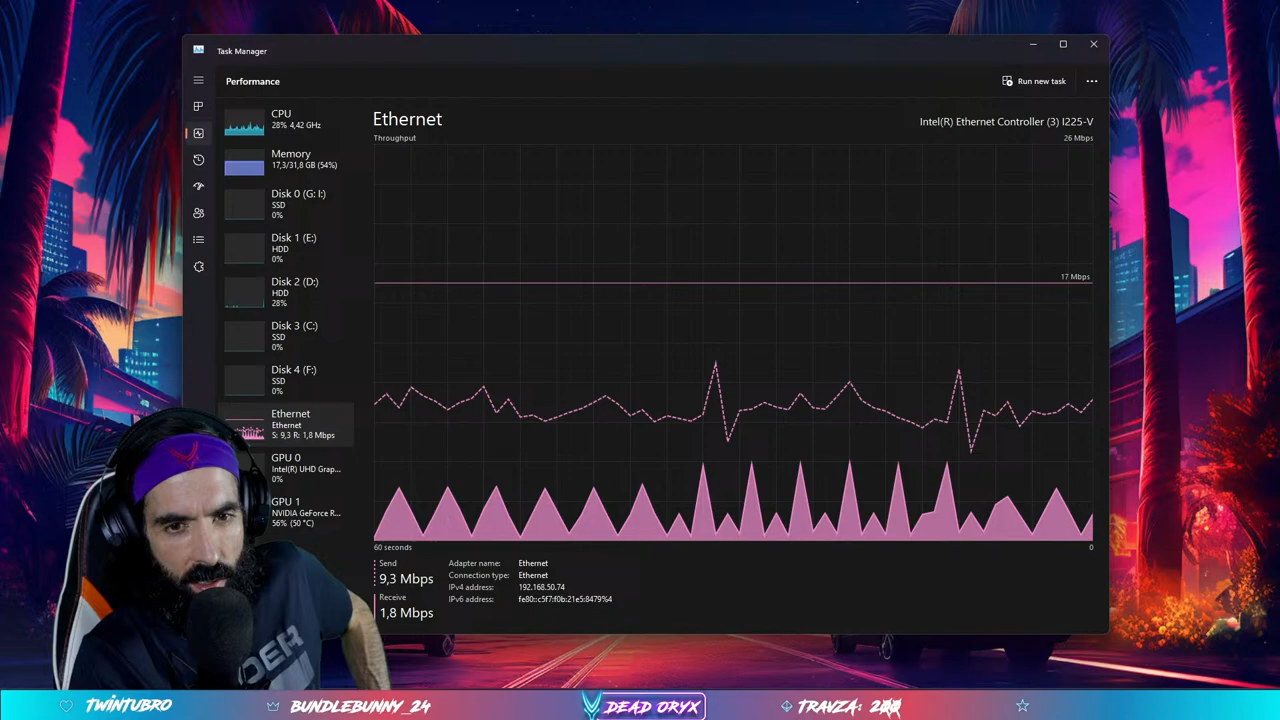 Task Manager
Performance
Run new task
CPU
28% 4,42 GHz
Memory
17,3/31,8 GB (54%)
Disk 0 (G: I:)
SSD
0%
Disk 1 (E:)
HDD
0%
Disk 2 (D:)
HDD
28%
Disk 3 (C:)
SSD
0%
Disk 4 (F:)
SSD
0%
Ethernet
Ethernet
S: 9,3 R: 1,8 Mbps
GPU 0
Intel(R) UHD Grap...
0%
GPU 1
NVIDIA GeForce R...
56% (50 °C)
Ethernet
Intel(R) Ethernet Controller (3) I225-V
Throughput
26 Mbps
17 Mbps
60 seconds
0
Send
9,3 Mbps
Receive
1,8 Mbps
Adapter name: Ethernet
Connection type: Ethernet
IPv4 address: 192.168.50.74
IPv6 address: fe80::c5f7:f0b:21e5:8479%4
DER
TWINTUBRO
BUNDLEBUNNY_24
DEAD ORYX
TRAVZA: 200